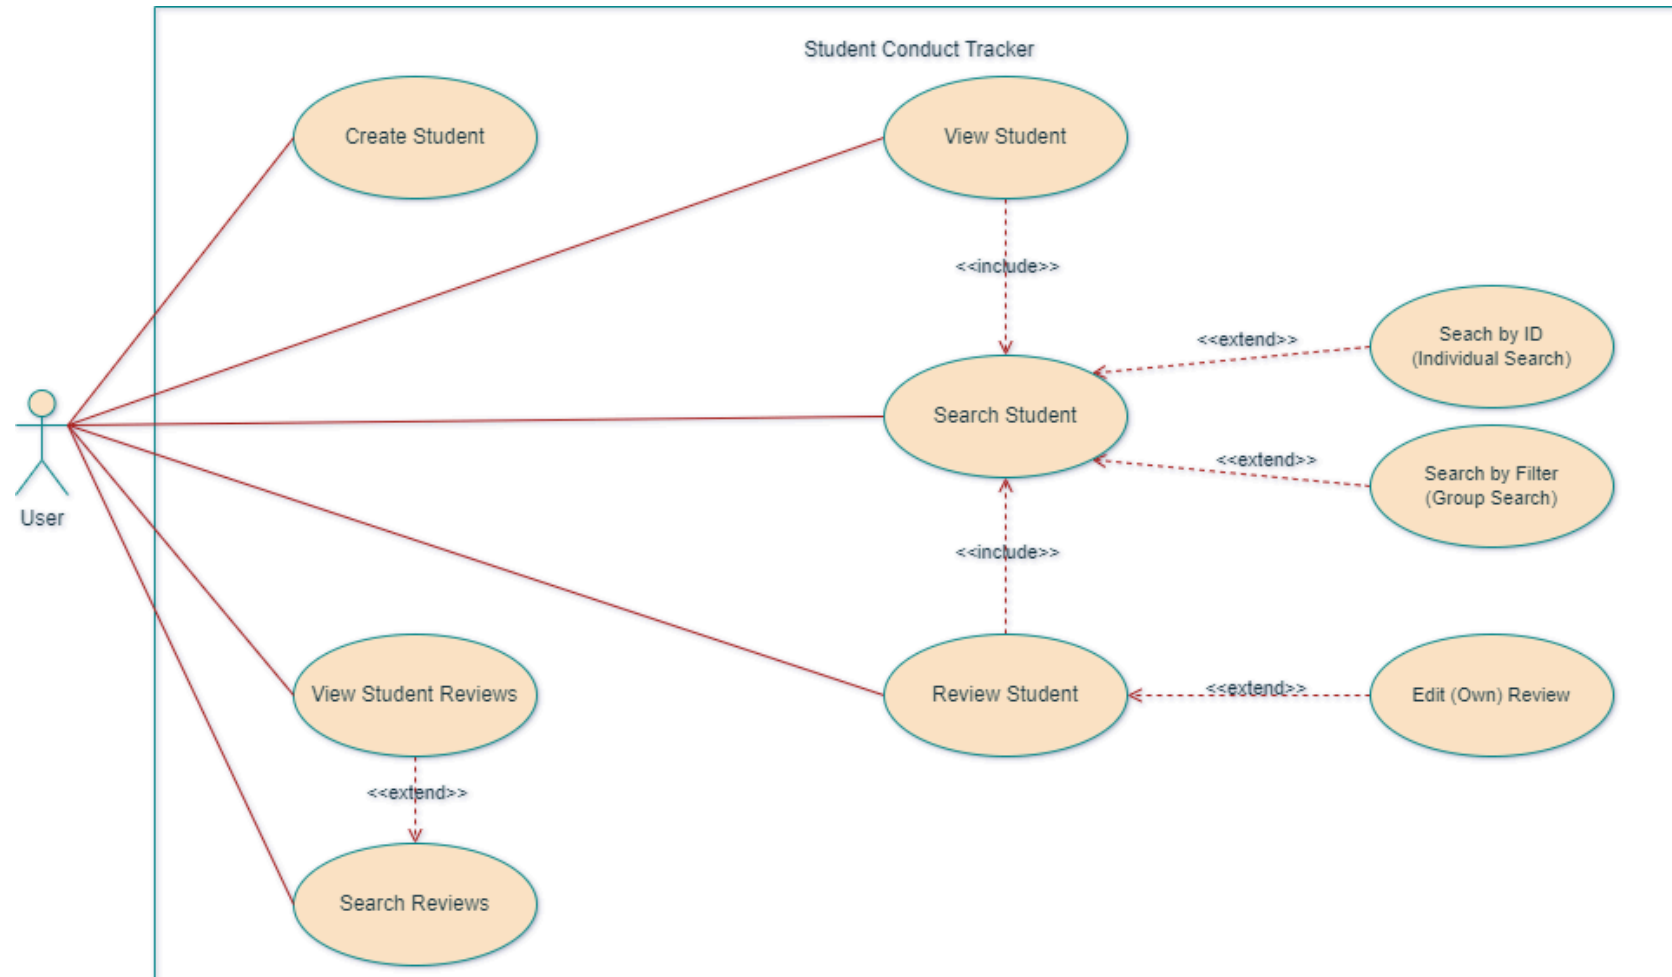 Student Conduct Tracker
Create Student
View Student
<<include>>
<<extend>>
Seach by ID
(Individual Search)
Search Student
<<extend>>
Search by Filter
(Group Search)
User
<<include>>
View Student Reviews
Review Student
<<extend>>
Edit (Own) Review
<<extend>>
Search Reviews